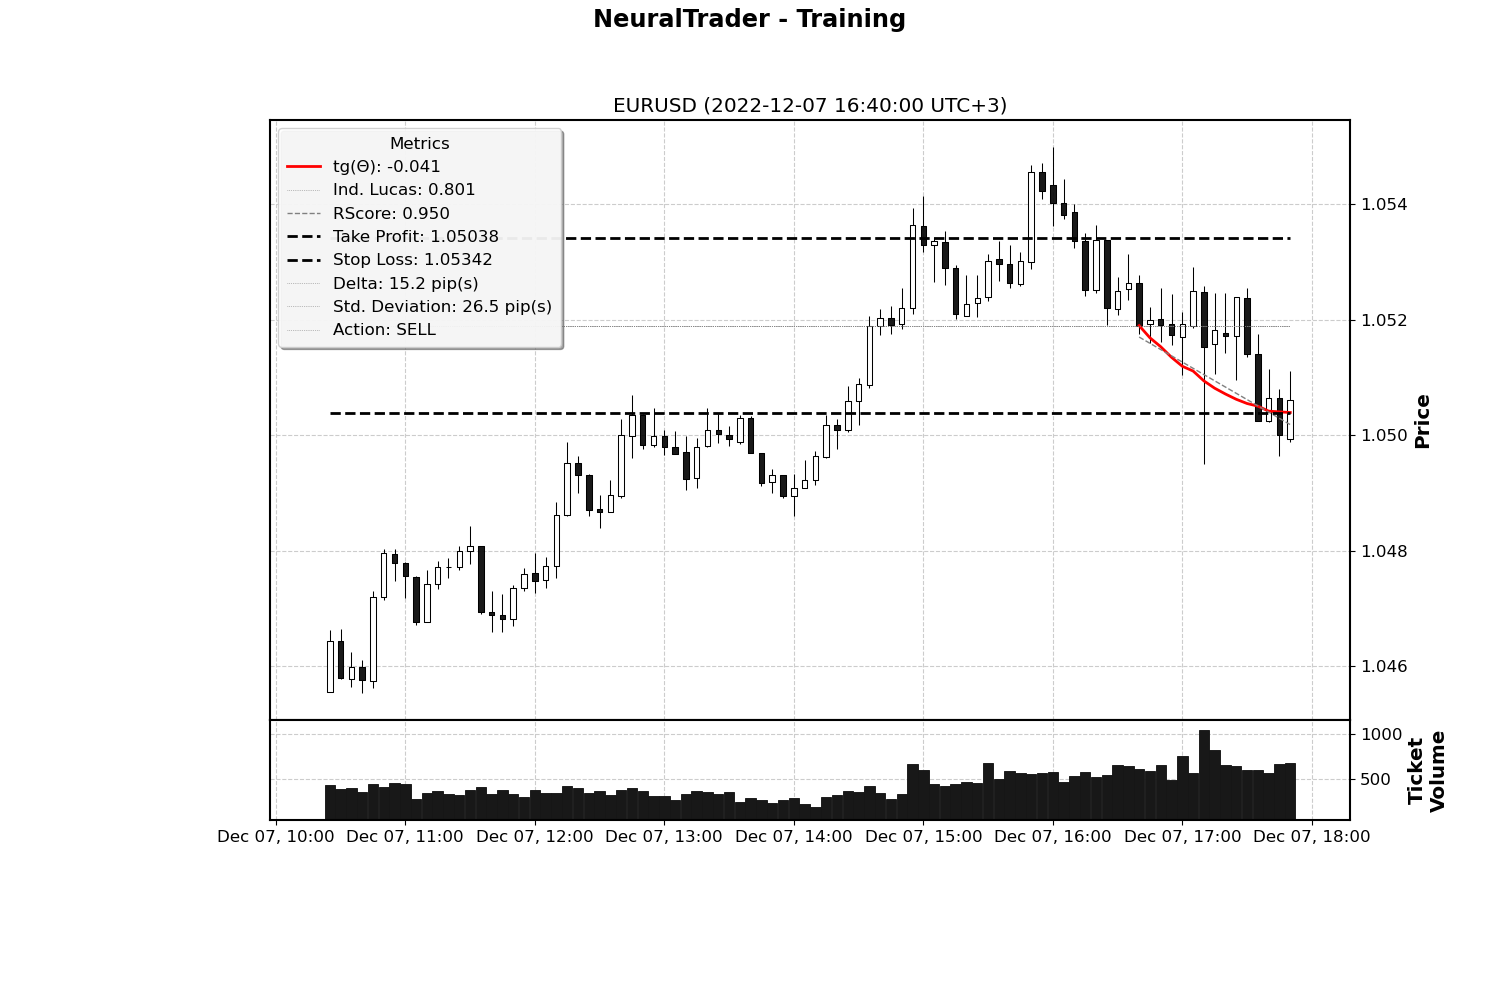 NeuralTrader - Training
EURUSD (2022-12-07 16:40:00 UTC+3)
Metrics
tg(Θ): -0.041
Ind. Lucas: 0.801
RScore: 0.950
Take Profit: 1.05038
Stop Loss: 1.05342
Delta: 15.2 pip(s)
Std. Deviation: 26.5 pip(s)
Action: SELL
1.054
1.052
1.050
1.048
1.046
Price
1000
500
Ticket
Volume
Dec 07, 10:00 Dec 07, 11:00 Dec 07, 12:00 Dec 07, 13:00 Dec 07, 14:00 Dec 07, 15:00 Dec 07, 16:00 Dec 07, 17:00 Dec 07, 18:00